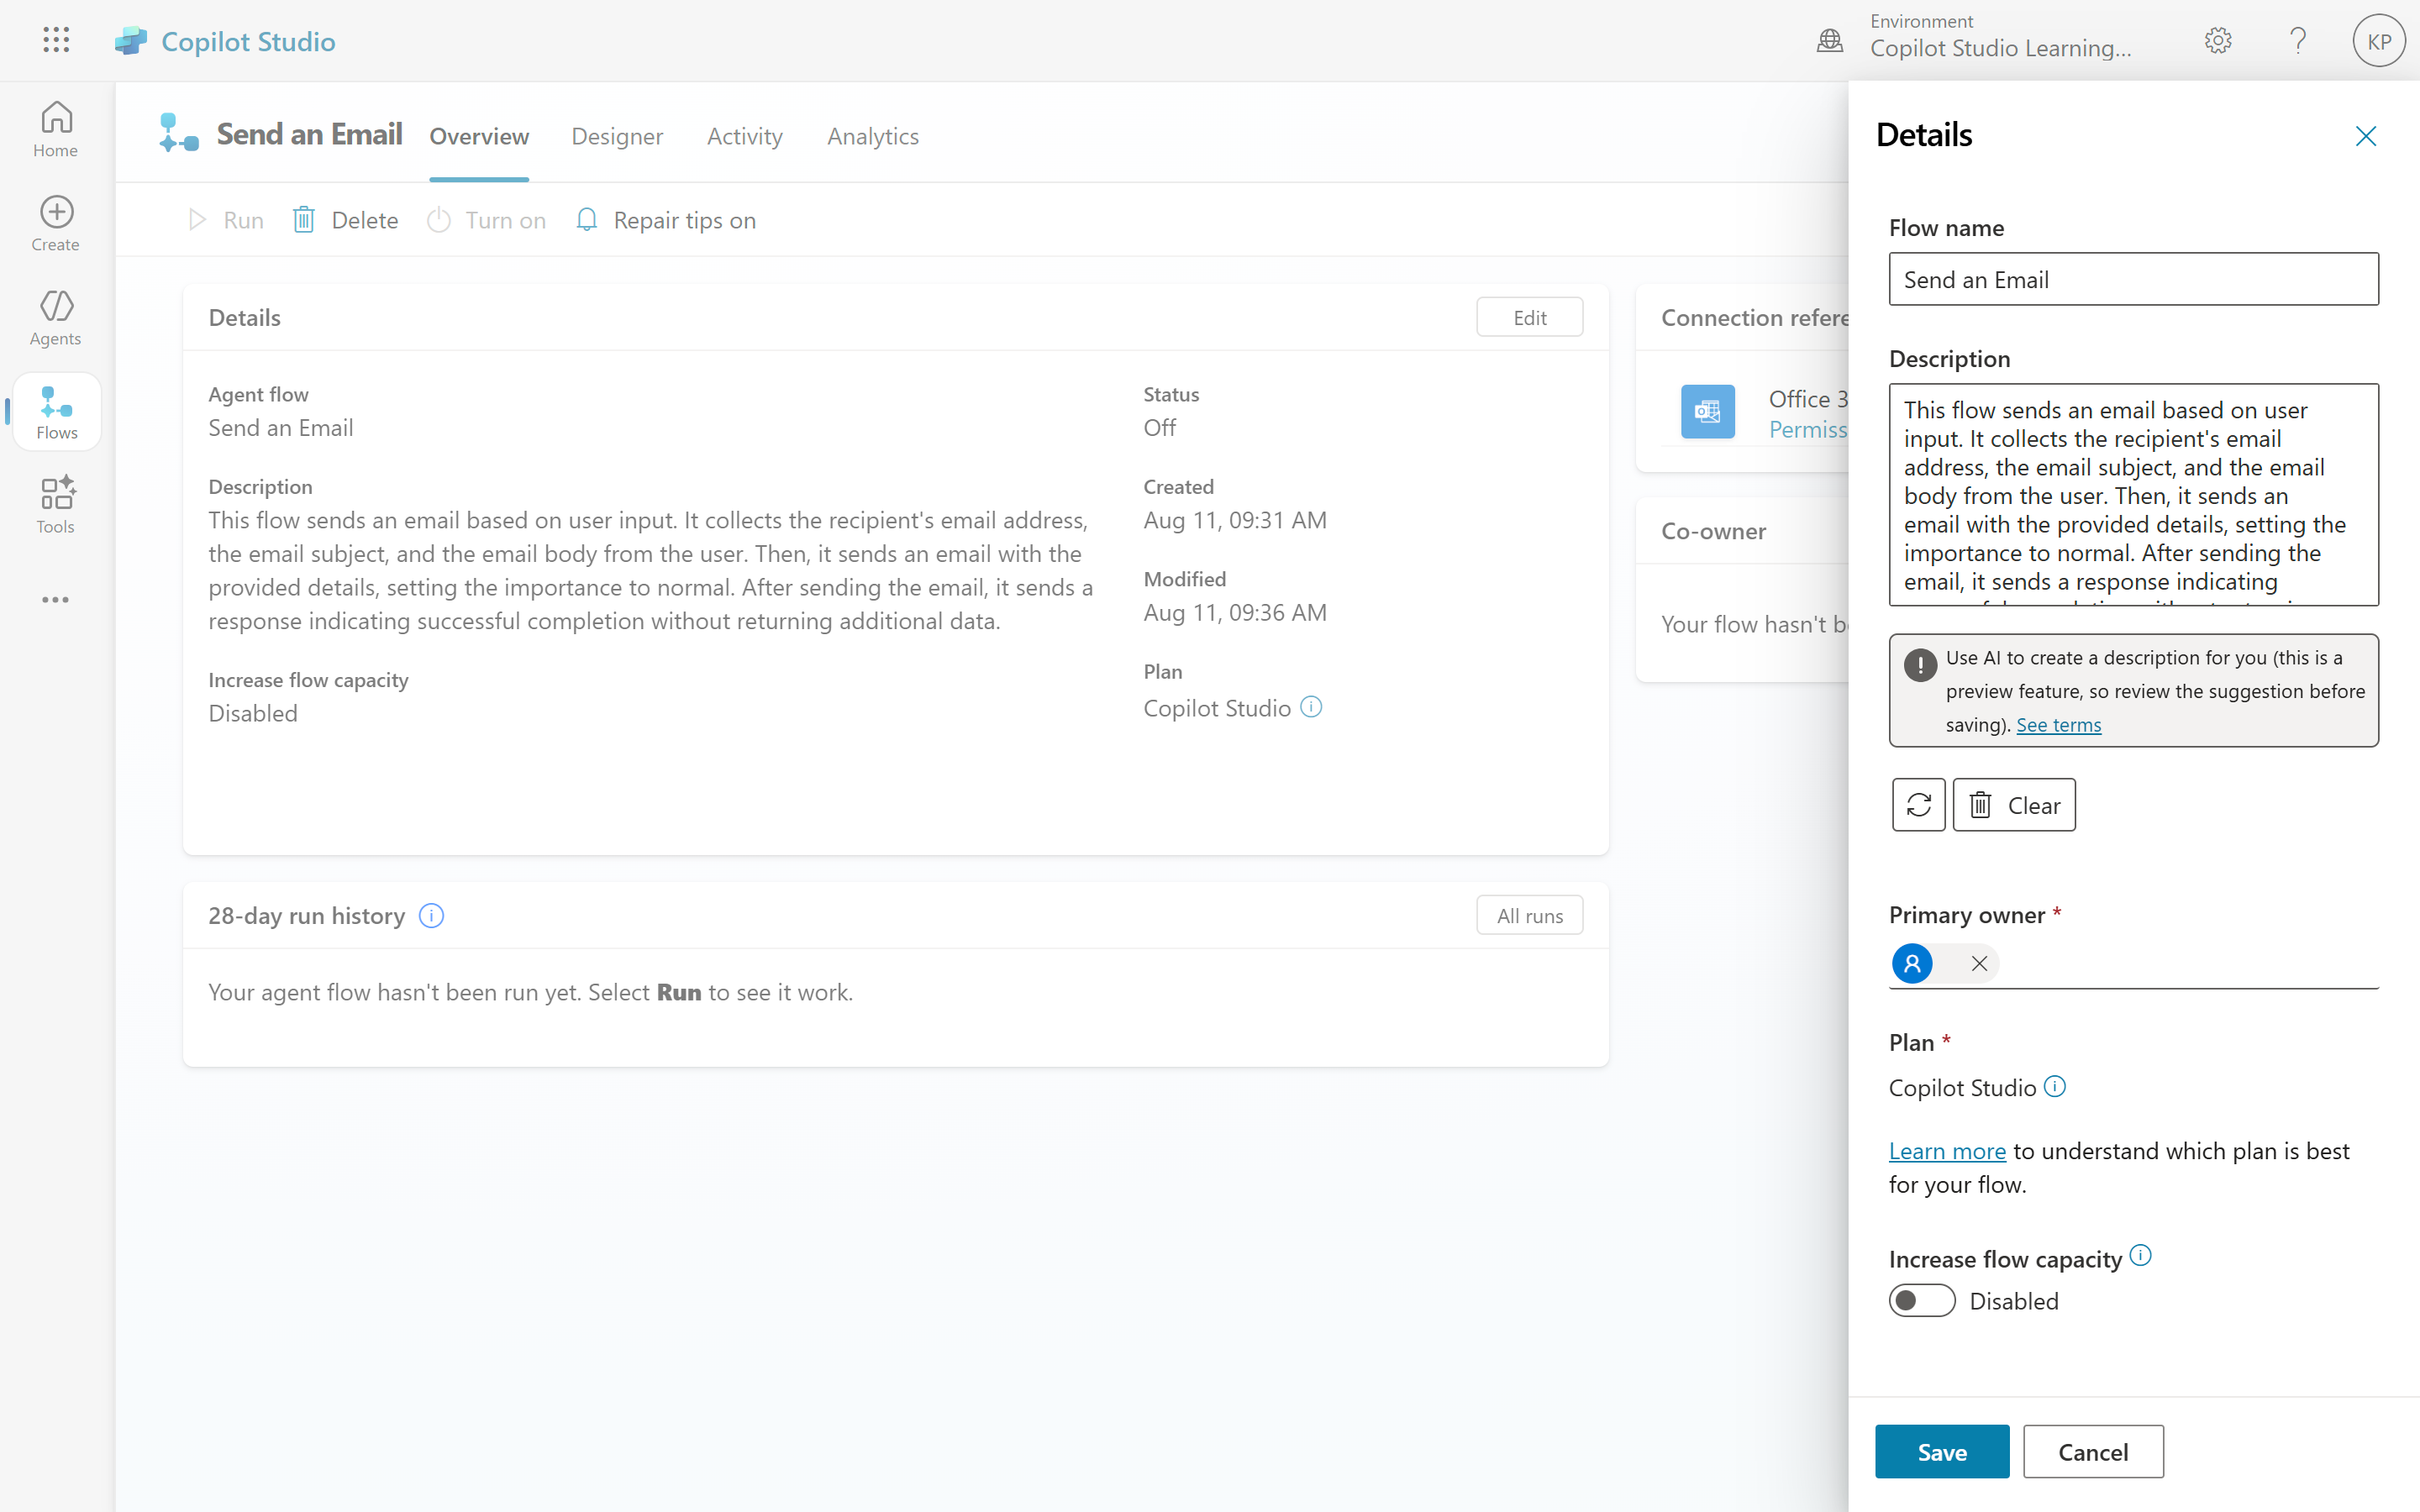 Copilot Studio
Environment
Copilot Studio Learning...
KP
Home
Create
Agents
Flows
Tools
Send an Email
Overview
Designer
Activity
Analytics
Run
Delete
Turn on
Repair tips on
Details
Edit
Agent flow
Send an Email
Description
This flow sends an email based on user input. It collects the recipient's email address,
the email subject, and the email body from the user. Then, it sends an email with the
provided details, setting the importance to normal. After sending the email, it sends a
response indicating successful completion without returning additional data.
Increase flow capacity
Disabled
Status
Off
Created
Aug 11, 09:31 AM
Modified
Aug 11, 09:36 AM
Plan
Copilot Studio
28-day run history
All runs
Your agent flow hasn't been run yet. Select Run to see it work.
Connection refere
Office 3
Permiss
Co-owner
Your flow hasn't b
Details
Flow name
Send an Email
Description
This flow sends an email based on user
input. It collects the recipient's email
address, the email subject, and the email
body from the user. Then, it sends an
email with the provided details, setting the
importance to normal. After sending the
email, it sends a response indicating
Use AI to create a description for you (this is a
preview feature, so review the suggestion before
saving). See terms
Clear
Primary owner *
Plan *
Copilot Studio
Learn more to understand which plan is best
for your flow.
Increase flow capacity
Disabled
Save
Cancel